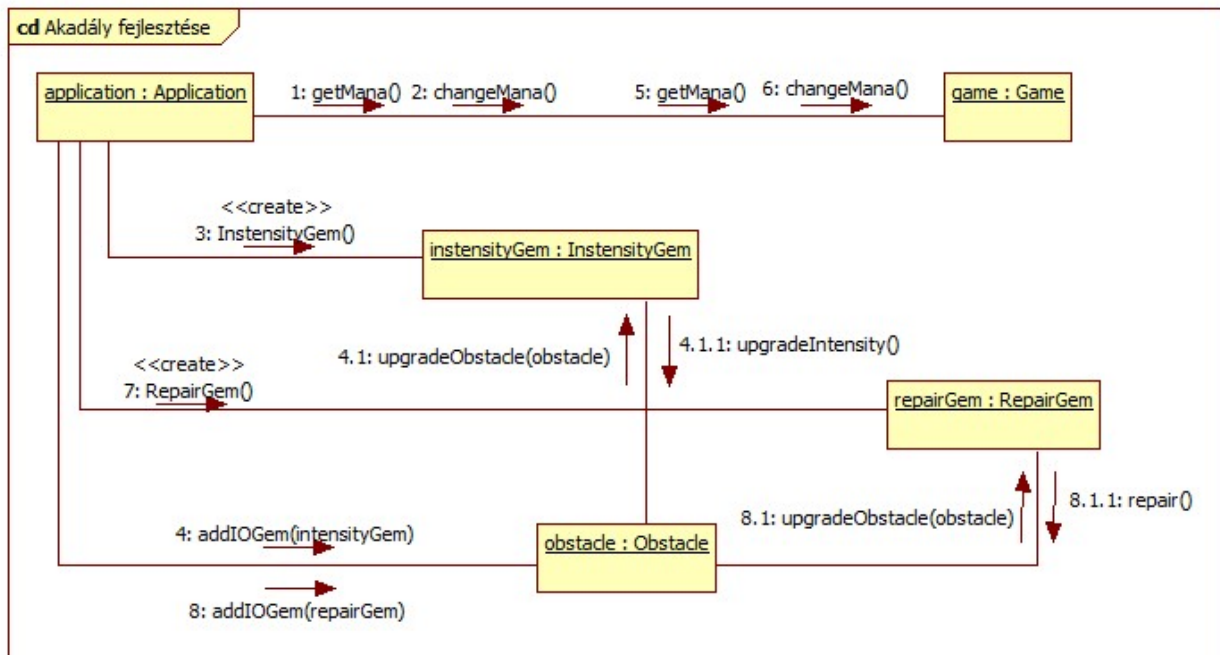 cd Akadály fejlesztése
application : Application
1: getMana()
2: changeMana()
5: getMana()
6: changeMana()
game : Game
<<create>>
3: InstensityGem()
instensityGem : InstensityGem
4.1: upgradeObstacle(obstacle)
4.1.1: upgradeIntensity()
<<create>>
7: RepairGem()
repairGem : RepairGem
4: addIOGem(intensityGem)
obstacle : Obstacle
8.1: upgradeObstacle(obstacle)
8.1.1: repair()
8: addIOGem(repairGem)